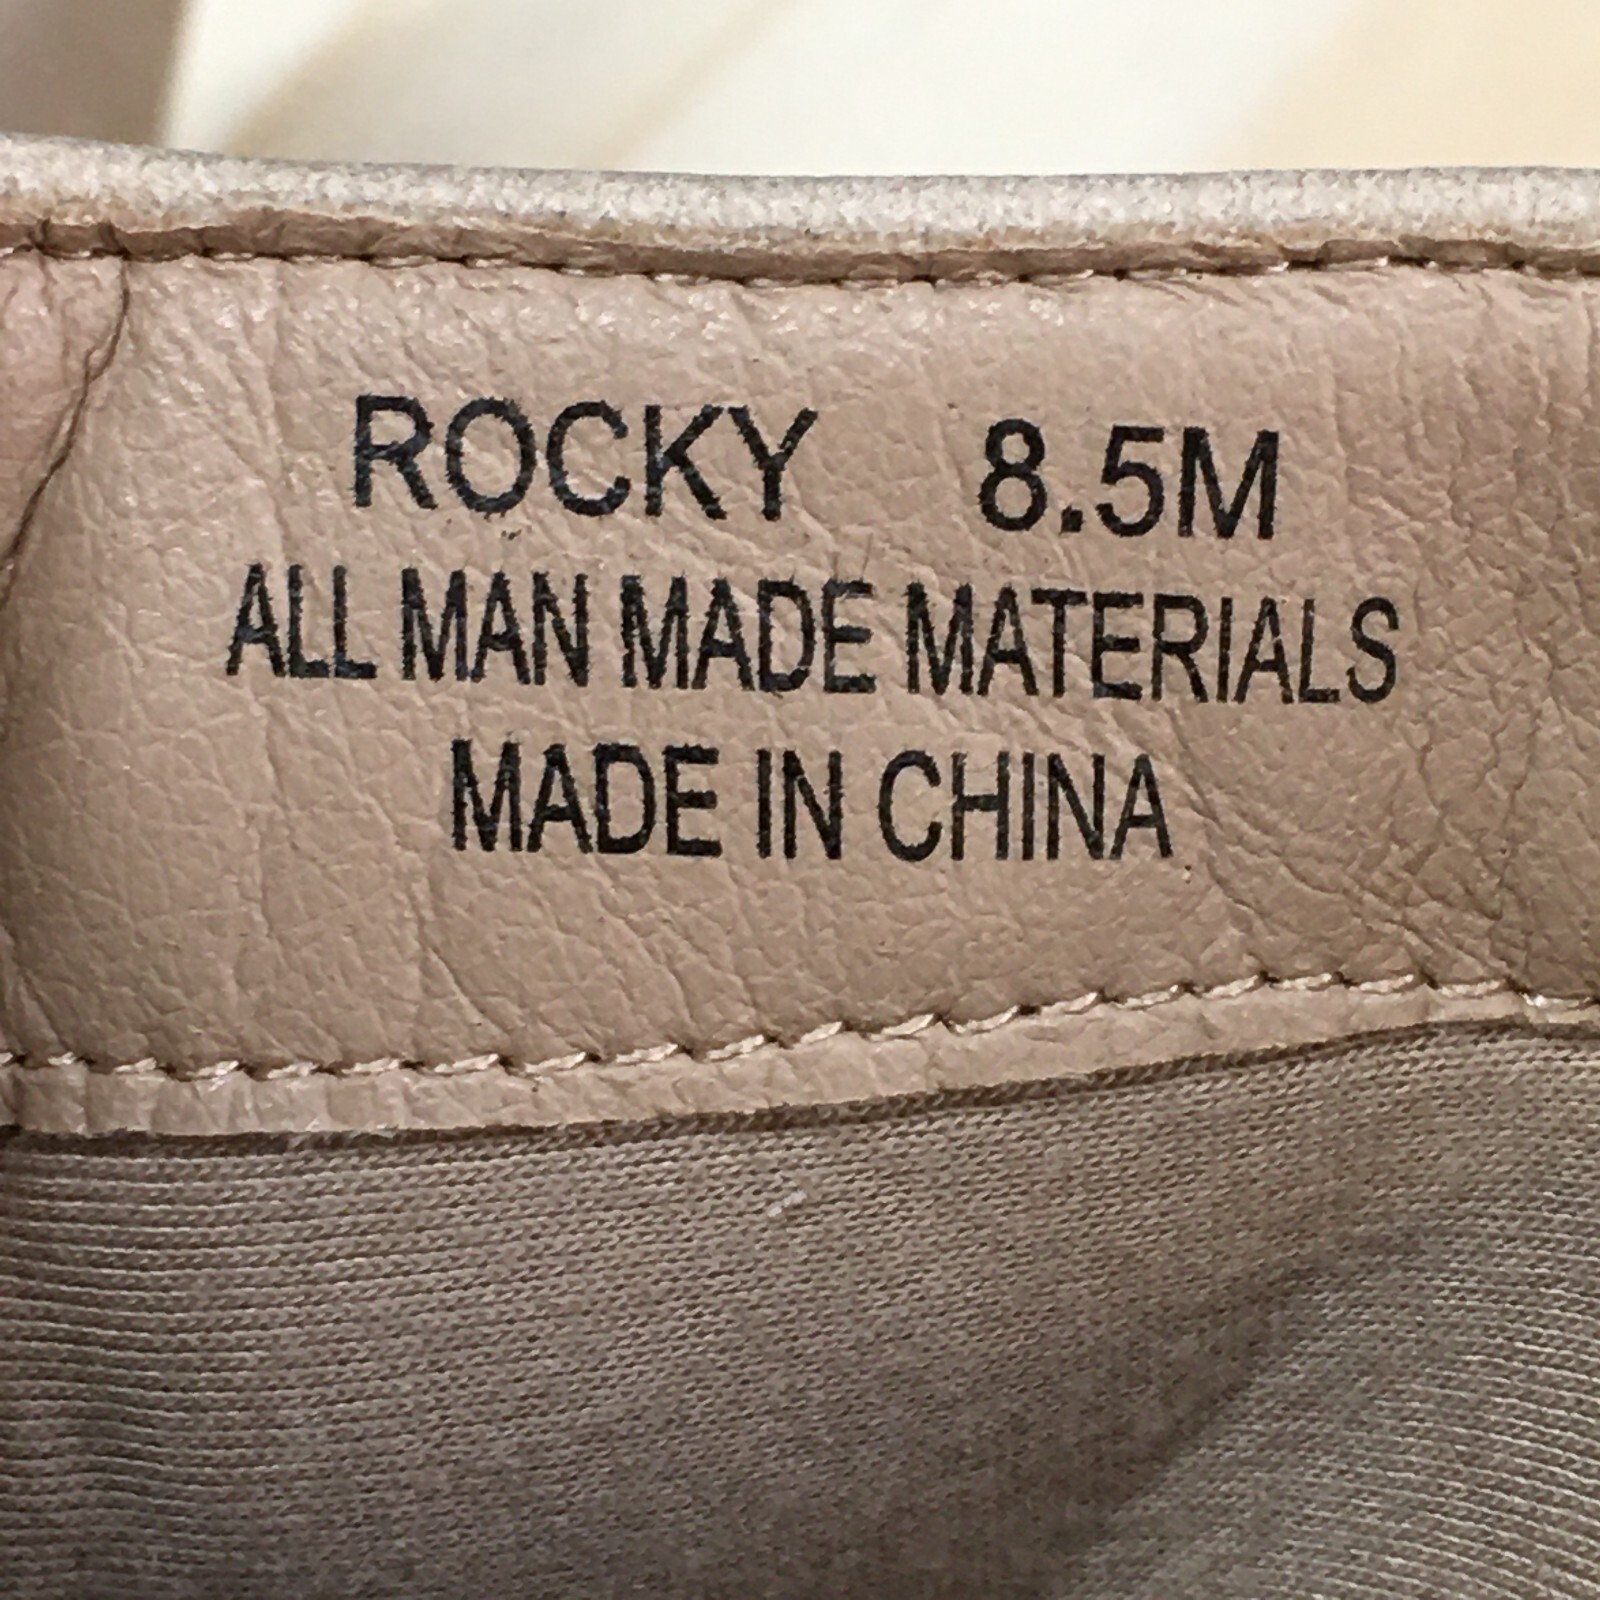 ROCKY 8.5M
ALL MAN MADE MATERIALS
MADE IN CHINA